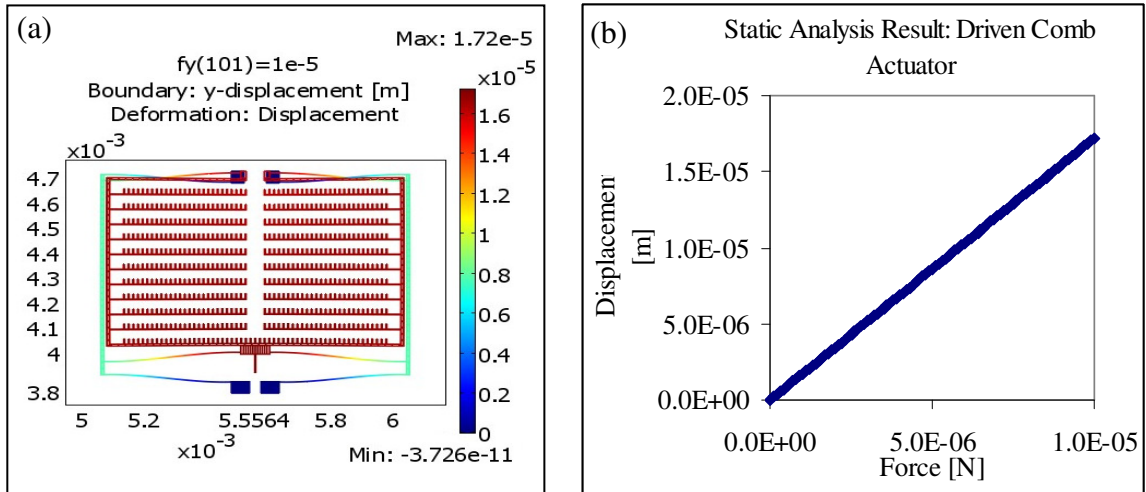 (a)
Max: 1.72e-5
fy(101)=1e-5
Boundary: y-displacement [m]
Deformation: Displacement
×10⁻⁵
×10⁻³
1.6
1.4
1.2
1
0.8
0.6
0.4
0.2
0
4.7
4.6
4.5
4.4
4.3
4.2
4.1
4
3.8
5 5.2 5.5564 5.8 6
×10⁻³
Min: -3.726e-11
(b)
Static Analysis Result: Driven Comb
Actuator
2.0E-05
1.5E-05
1.0E-05
5.0E-06
0.0E+00
Displacemen
[m]
0.0E+00 5.0E-06 1.0E-05
Force [N]